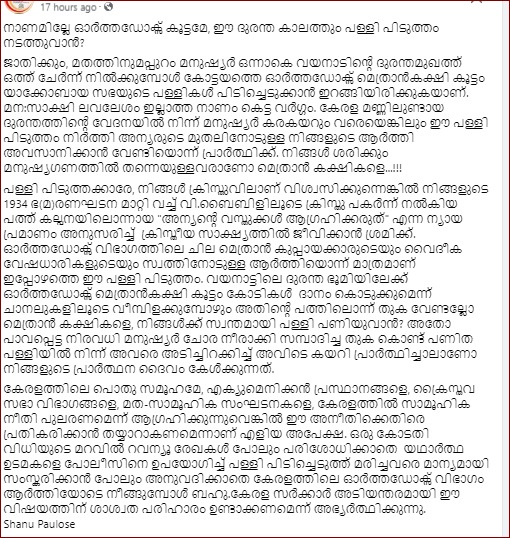 17 hours ago
നാണമില്ലേ ഓർത്തഡോക്സ് കൂട്ടമേ, ഈ ദുരന്ത കാലത്തും പള്ളി പിടുത്തം
നടത്തുവാൻ?
ജാതിക്കും, മതത്തിനുമപ്പുറം മനുഷ്യർ ഒന്നാകെ വയനാടിന്റെ ദുരന്തമുഖത്ത്
ഒത്ത് ചേർന്ന് നിൽക്കുമ്പോൾ കോട്ടയത്തെ ഓർത്തഡോക്സ് മെത്രാൻകക്ഷി കൂട്ടം
യാക്കോബായ സഭയുടെ പള്ളികൾ പിടിച്ചെടുക്കാൻ ഇറങ്ങിയിരിക്കുകയാണ്.
മന:സാക്ഷി ലവലേശം ഇല്ലാത്ത നാണം കെട്ട വർഗ്ഗം. കേരള മണ്ണിലുണ്ടായ
ദുരന്തത്തിന്റെ വേദനയിൽ നിന്ന് മനുഷ്യർ കരകയറും വരെയെങ്കിലും ഈ പള്ളി
പിടുത്തം നിർത്തി അന്യരുടെ മുതലിനോടുള്ള നിങ്ങളുടെ ആർത്തി
അവസാനിക്കാൻ വേണ്ടിയൊന്ന് പ്രാർത്ഥിക്ക്. നിങ്ങൾ ശരിക്കും
മനുഷ്യഗണത്തിൽ തന്നെയുള്ളവരാണോ മെത്രാൻ കക്ഷികളെ...!!!
പള്ളി പിടുത്തക്കാരേ, നിങ്ങൾ ക്രിസ്തുവിലാണ് വിശ്വസിക്കുന്നെങ്കിൽ നിങ്ങളുടെ
1934 ഭ(മ)രണഘടന മാറ്റി വച്ച് വി.ബൈബിളിലൂടെ ക്രിസ്തു പകർന്ന് നൽകിയ
പത്ത് കല്പനയിലൊന്നായ "അന്യന്റെ വസ്തുക്കൾ ആഗ്രഹിക്കരുത്" എന്ന ന്യായ
പ്രമാണം അനുസരിച്ച് ക്രിസ്തീയ സാക്ഷ്യത്തിൽ ജീവിക്കാൻ ശ്രമിക്ക്.
ഓർത്തഡോക്സ് വിഭാഗത്തിലെ ചില മെത്രാൻ കുപ്പായക്കാരുടെയും വൈദീക
വേഷധാരികളുടെയും സ്വത്തിനോടുള്ള ആർത്തിയൊന്ന് മാത്രമാണ്
ഇപ്പോഴത്തെ ഈ പള്ളി പിടുത്തം. വയനാട്ടിലെ ദുരന്ത ഭൂമിയിലേക്ക്
ഓർത്തഡോക്സ് മെത്രാൻകക്ഷി കൂട്ടം കോടികൾ ദാനം കൊടുക്കുമെന്ന്
ചാനലുകളിലൂടെ വീമ്പിളക്കുമ്പോഴും അതിന്റെ പത്തിലൊന്ന് തുക വേണ്ടല്ലോ
മെത്രാൻ കക്ഷികളെ, നിങ്ങൾക്ക് സ്വന്തമായി പള്ളി പണിയുവാൻ? അതോ
പാവപ്പെട്ട നിരവധി മനുഷ്യർ ചോര നീരാക്കി സമ്പാദിച്ച തുക കൊണ്ട് പണിത
പള്ളിയിൽ നിന്ന് അവരെ അടിച്ചിറക്കിച്ച് അവിടെ കയറി പ്രാർത്ഥിച്ചാലാണോ
നിങ്ങളുടെ പ്രാർത്ഥന ദൈവം കേൾക്കുന്നത്.
കേരളത്തിലെ പൊതു സമൂഹമേ, എക്യുമെനിക്കൻ പ്രസ്ഥാനങ്ങളെ, ക്രൈസ്തവ
സഭാ വിഭാഗങ്ങളെ, മത-സാമൂഹിക സംഘടനകളെ, കേരളത്തിൽ സാമൂഹിക
നീതി പുലരണമെന്ന് ആഗ്രഹിക്കുന്നുവെങ്കിൽ ഈ അനീതിക്കെതിരെ
പ്രതികരിക്കാൻ തയ്യാറാകണമെന്നാണ് എളിയ അപേക്ഷ. ഒരു കോടതി
വിധിയുടെ മറവിൽ റവന്യൂ രേഖകൾ പോലും പരിശോധിക്കാതെ യഥാർത്ഥ
ഉടമകളെ പോലീസിനെ ഉപയോഗിച്ച് പള്ളി പിടിച്ചെടുത്ത് മരിച്ചവരെ മാന്യമായി
സംസ്കരിക്കാൻ പോലും അനുവദിക്കാതെ കേരളത്തിലെ ഓർത്തഡോക്സ് വിഭാഗം
ആർത്തിയോടെ നീങ്ങുമ്പോൾ ബഹു.കേരള സർക്കാർ അടിയന്തരമായി ഈ
വിഷയത്തിന് ശാശ്വത പരിഹാരം ഉണ്ടാക്കണമെന്ന് അഭ്യർത്ഥിക്കുന്നു.
Shanu Paulose